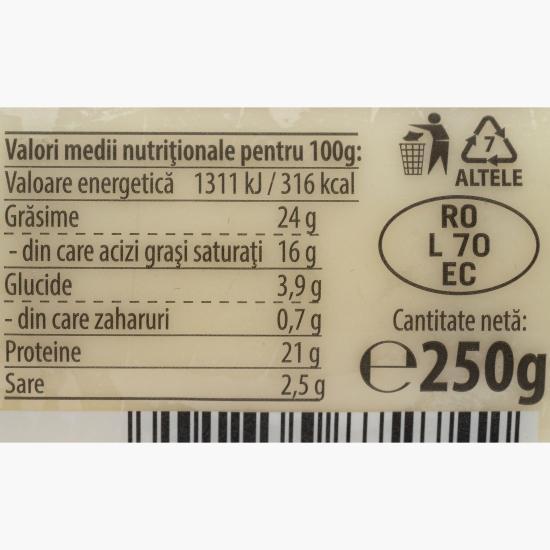 Valori medii nutriţionale pentru 100g:
Valoare energetică 1311 kJ / 316 kcal
Grăsime 24 g
- din care acizi graşi saturaţi 16 g
Glucide 3,9 g
- din care zaharuri 0,7 g
Proteine 21 g
Sare 2,5 g
7
ALTELE
RO
L 70
EC
Cantitate netă:
℮250g